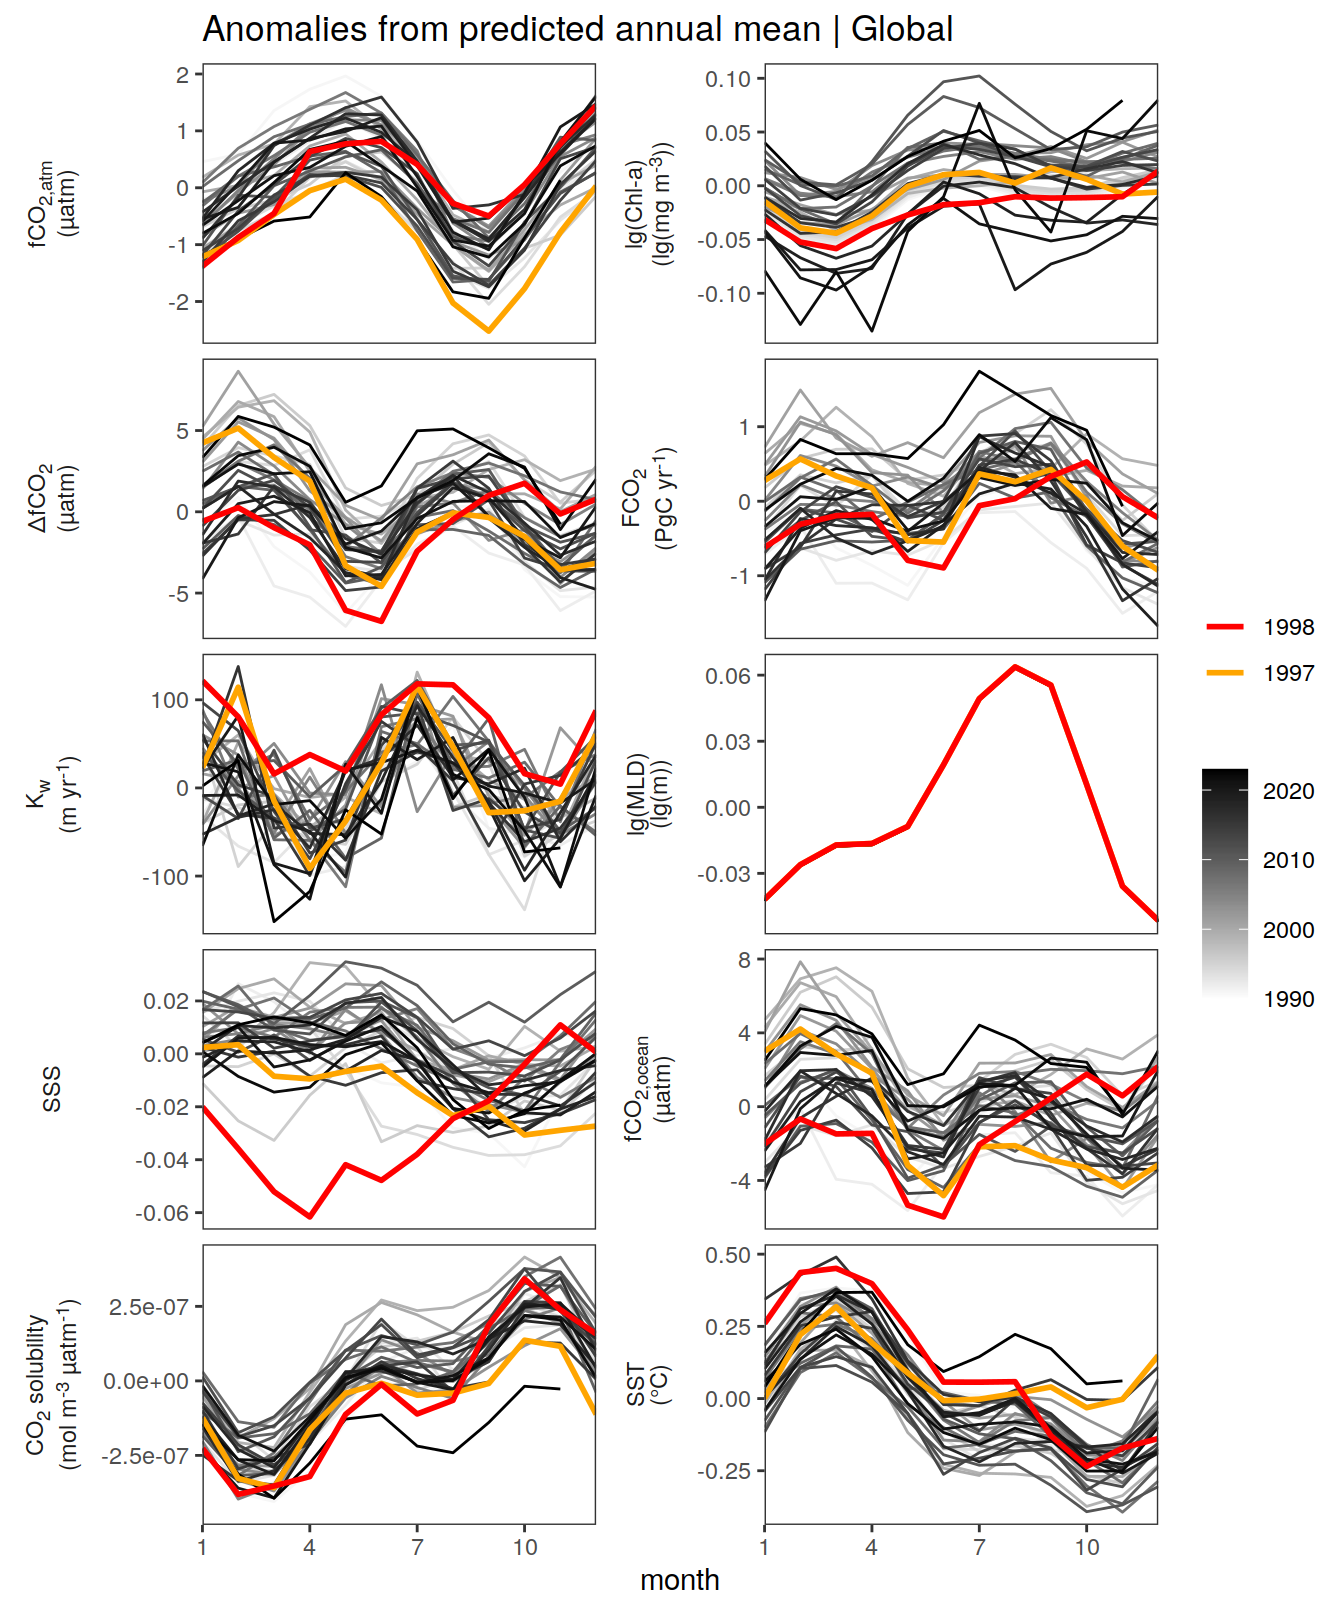 Anomalies from predicted annual mean | Global
fCO2,atm
(µatm)
2
1
0
-1
-2
lg(Chl-a)
(lg(mg m-3))
0.10
0.05
0.00
-0.05
-0.10
ΔfCO2
(µatm)
5
0
-5
FCO2
(PgC yr-1)
1
0
-1
Kw
(m yr-1)
100
0
-100
lg(MLD)
(lg(m))
0.06
0.03
0.00
-0.03
SSS
0.02
0.00
-0.02
-0.04
-0.06
fCO2,ocean
(µatm)
8
4
0
-4
CO2 solubility
(mol m-3 µatm-1)
2.5e-07
0.0e+00
-2.5e-07
SST
(°C)
0.50
0.25
0.00
-0.25
1 4 7 10
1 4 7 10
month
1998
1997
2020
2010
2000
1990